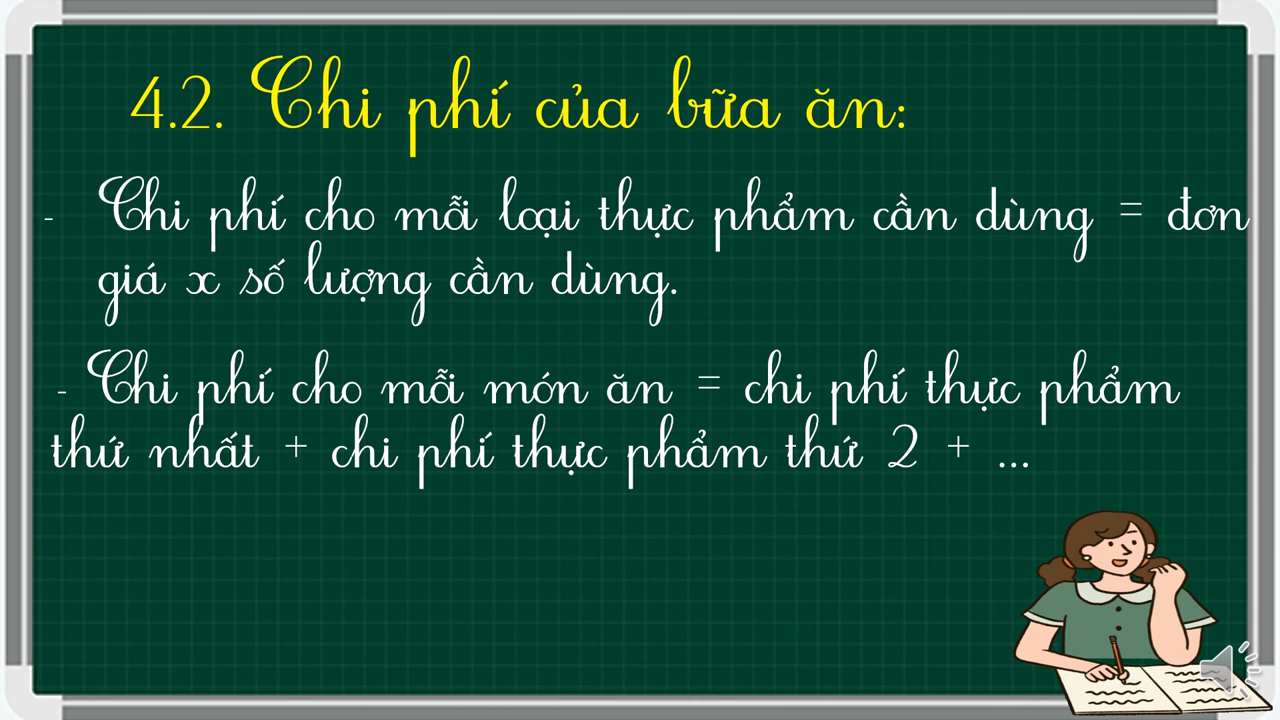 4.2. Chi phí của bữa ăn:
- Chi phí cho mỗi loại thực phẩm cần dùng = đơn
giá x số lượng cần dùng.
- Chi phí cho mỗi món ăn = chi phí thực phẩm
thứ nhất + chi phí thực phẩm thứ 2 + ...